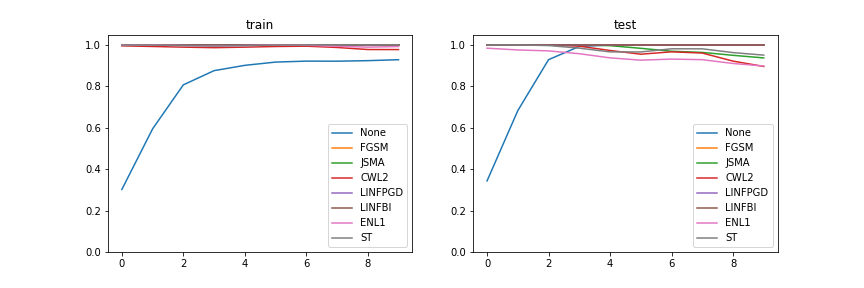 train
1.0
0.8
0.6
0.4
0.2
0.0
0 2 4 6 8
None
FGSM
JSMA
CWL2
LINFPGD
LINFBI
ENL1
ST
test
1.0
0.8
0.6
0.4
0.2
0.0
0 2 4 6 8
None
FGSM
JSMA
CWL2
LINFPGD
LINFBI
ENL1
ST